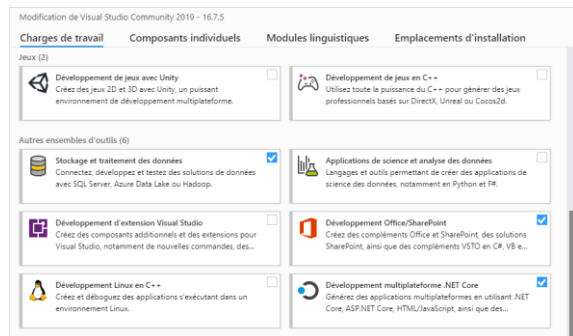 Modification de Visual Studio Community 2019 - 16.7.5
Charges de travail Composants individuels Modules linguistiques Emplacements d'installation
Jeux (2)
Développement de jeux avec Unity
Créez des jeux 2D et 3D avec Unity, un puissant
environnement de développement multiplateforme.
Développement de jeux en C++
Utilisez toute la puissance du C++ pour générer des jeux
professionnels basés sur DirectX, Unreal ou Cocos2d.
Autres ensembles d'outils (6)
Stockage et traitement des données
Connectez, développez et testez des solutions de données
avec SQL Server, Azure Data Lake ou Hadoop.
Applications de science et analyse des données
Langages et outils permettant de créer des applications de
science des données, notamment en Python et F#.
Développement d'extension Visual Studio
Créez des composants additionnels et des extensions pour
Visual Studio, notamment de nouvelles commandes, des...
Développement Office/SharePoint
Créez des compléments Office et SharePoint, des solutions
SharePoint, ainsi que des compléments VSTO en C#, VB e...
Développement Linux en C++
Créez et déboguez des applications s'exécutant dans un
environnement Linux.
Développement multiplateforme .NET Core
Générez des applications multiplateformes en utilisant .NET
Core, ASP.NET Core, HTML/JavaScript, ainsi que des...